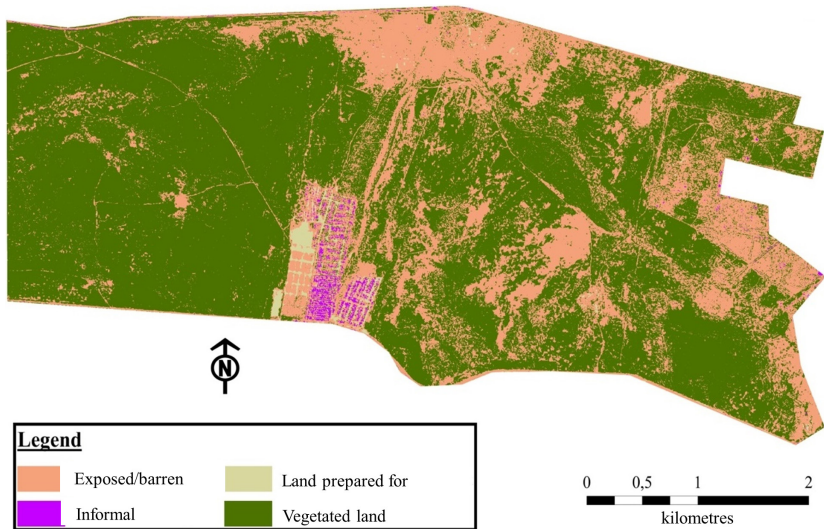 N
Legend
Exposed/barren
Land prepared for
Informal
Vegetated land
0 0,5 1 2
kilometres